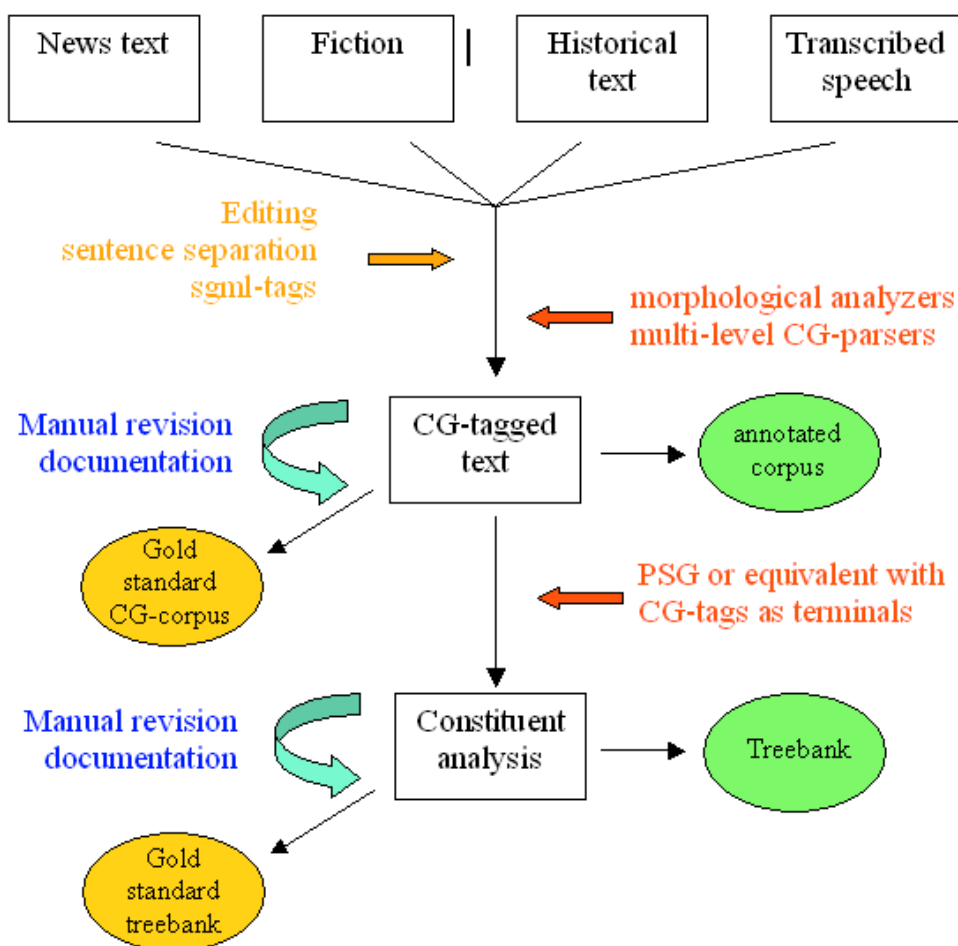 News text
Fiction
Historical
text
Transcribed
speech
Editing
sentence separation
sgml-tags
morphological analyzers
multi-level CG-parsers
Manual revision
documentation
CG-tagged
text
annotated
corpus
Gold
standard
CG-corpus
PSG or equivalent with
CG-tags as terminals
Manual revision
documentation
Constituent
analysis
Treebank
Gold
standard
treebank